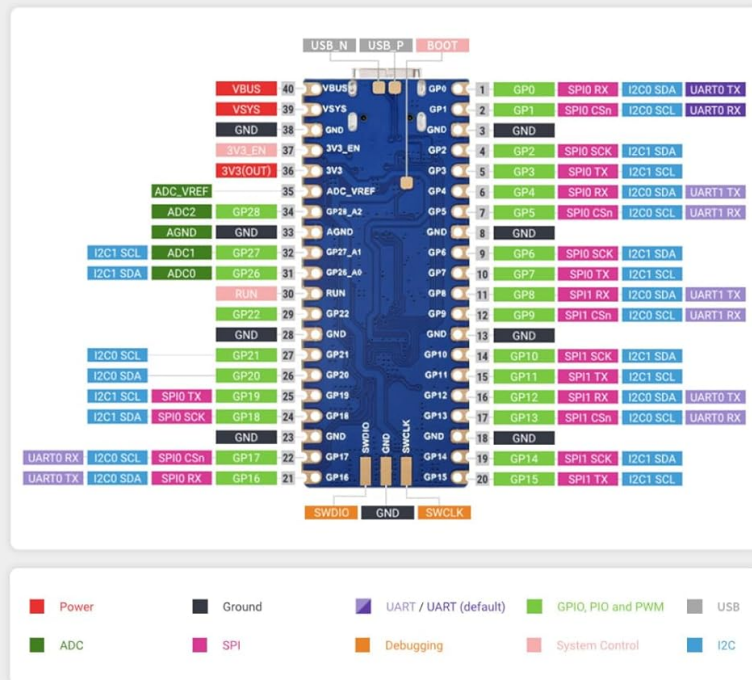 USB_N USB_P BOOT
VBUS 40 VBUS GP0 1 GP0 SPI0 RX I2C0 SDA UART0 TX
VSYS 39 VSYS GP1 2 GP1 SPI0 CSn I2C0 SCL UART0 RX
GND 38 GND GND 3 GND
3V3_EN 37 3V3_EN GP2 4 GP2 SPI0 SCK I2C1 SDA
3V3(OUT) 36 3V3 GP3 5 GP3 SPI0 TX I2C1 SCL
ADC_VREF 35 ADC_VREF GP4 6 GP4 SPI0 RX I2C0 SDA UART1 TX
ADC2 GP28 34 GP28_A2 GP5 7 GP5 SPI0 CSn I2C0 SCL UART1 RX
AGND GND 33 AGND GND 8 GND
I2C1 SCL ADC1 GP27 32 GP27_A1 GP6 9 GP6 SPI0 SCK I2C1 SDA
I2C1 SDA ADC0 GP26 31 GP26_A0 GP7 10 GP7 SPI0 TX I2C1 SCL
RUN 30 RUN GP8 11 GP8 SPI1 RX I2C0 SDA UART1 TX
GP22 29 GP22 GP9 12 GP9 SPI1 CSn I2C0 SCL UART1 RX
GND 28 GND GND 13 GND
I2C0 SCL GP21 27 GP21 GP10 14 GP10 SPI1 SCK I2C1 SDA
I2C0 SDA GP20 26 GP20 GP11 15 GP11 SPI1 TX I2C1 SCL
I2C1 SCL SPI0 TX GP19 25 GP19 GP12 16 GP12 SPI1 RX I2C0 SDA UART0 TX
I2C1 SDA SPI0 SCK GP18 24 GP18 GP13 17 GP13 SPI1 CSn I2C0 SCL UART0 RX
GND 23 GND GND 18 GND
UART0 RX I2C0 SCL SPI0 CSn GP17 22 GP17 GP14 19 GP14 SPI1 SCK I2C1 SDA
UART0 TX I2C0 SDA SPI0 RX GP16 21 GP16 GP15 20 GP15 SPI1 TX I2C1 SCL
SWDIO GND SWCLK
SWDIO GND SWCLK
Power Ground UART / UART (default) GPIO, PIO and PWM USB
ADC SPI Debugging System Control I2C